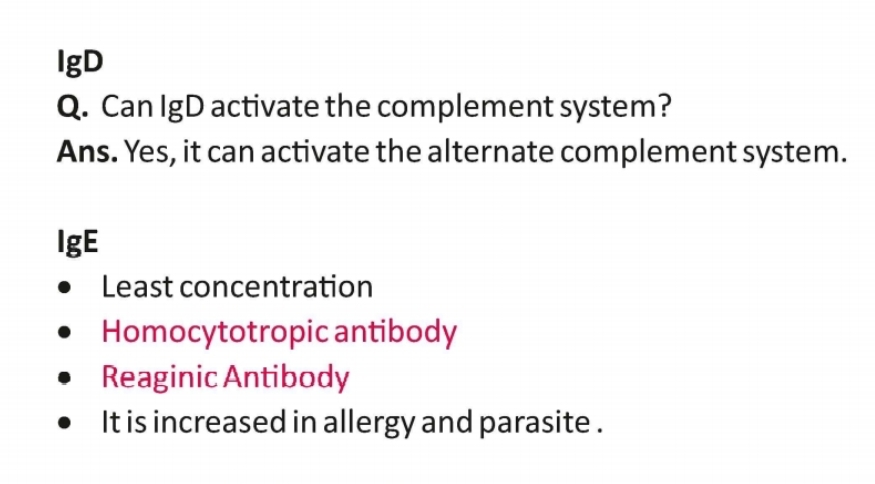 IgD
Q. Can IgD activate the complement system?
Ans. Yes, it can activate the alternate complement system.
IgE
• Least concentration
• Homocytotropic antibody
• Reaginic Antibody
• It is increased in allergy and parasite .